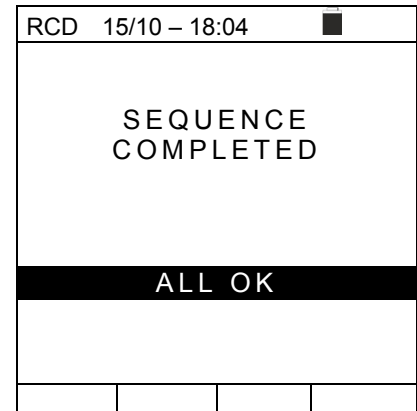 RCD 15/10 – 18:04
SEQUENCE
COMPLETED
ALL OK